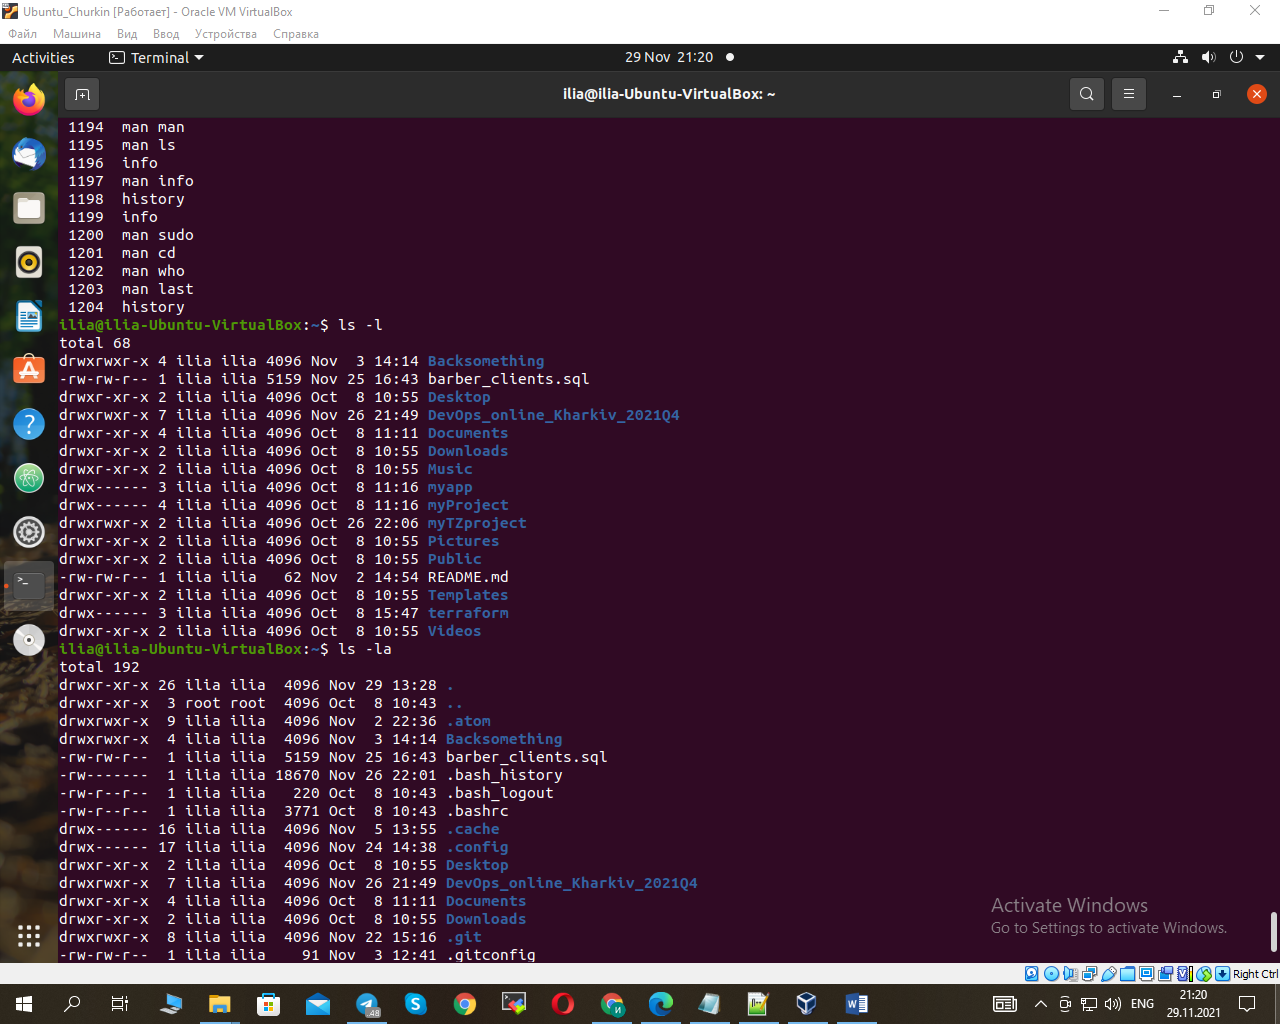 Ubuntu_Churkin [Работает] - Oracle VM VirtualBox
Файл Машина Вид Ввод Устройства Справка
Activities Terminal 29 Nov 21:20
ilia@ilia-Ubuntu-VirtualBox: ~
1194 man man
1195 man ls
1196 info
1197 man info
1198 history
1199 info
1200 man sudo
1201 man cd
1202 man who
1203 man last
1204 history
ilia@ilia-Ubuntu-VirtualBox:~$ ls -l
total 68
drwxrwxr-x 4 ilia ilia 4096 Nov  3 14:14 Backsomething
-rw-rw-r-- 1 ilia ilia 5159 Nov 25 16:43 barber_clients.sql
drwxr-xr-x 2 ilia ilia 4096 Oct  8 10:55 Desktop
drwxrwxr-x 7 ilia ilia 4096 Nov 26 21:49 DevOps_online_Kharkiv_2021Q4
drwxr-xr-x 4 ilia ilia 4096 Oct  8 11:11 Documents
drwxr-xr-x 2 ilia ilia 4096 Oct  8 10:55 Downloads
drwxr-xr-x 2 ilia ilia 4096 Oct  8 10:55 Music
drwx------ 3 ilia ilia 4096 Oct  8 11:16 myapp
drwx------ 4 ilia ilia 4096 Oct  8 11:16 myProject
drwxrwxr-x 2 ilia ilia 4096 Oct 26 22:06 myTZproject
drwxr-xr-x 2 ilia ilia 4096 Oct  8 10:55 Pictures
drwxr-xr-x 2 ilia ilia 4096 Oct  8 10:55 Public
-rw-rw-r-- 1 ilia ilia   62 Nov  2 14:54 README.md
drwxr-xr-x 2 ilia ilia 4096 Oct  8 10:55 Templates
drwx------ 3 ilia ilia 4096 Oct  8 15:47 terraform
drwxr-xr-x 2 ilia ilia 4096 Oct  8 10:55 Videos
ilia@ilia-Ubuntu-VirtualBox:~$ ls -la
total 192
drwxr-xr-x 26 ilia ilia  4096 Nov 29 13:28 .
drwxr-xr-x  3 root root  4096 Oct  8 10:43 ..
drwxrwxr-x  9 ilia ilia  4096 Nov  2 22:36 .atom
drwxrwxr-x  4 ilia ilia  4096 Nov  3 14:14 Backsomething
-rw-rw-r--  1 ilia ilia  5159 Nov 25 16:43 barber_clients.sql
-rw-------  1 ilia ilia 18670 Nov 26 22:01 .bash_history
-rw-r--r--  1 ilia ilia   220 Oct  8 10:43 .bash_logout
-rw-r--r--  1 ilia ilia  3771 Oct  8 10:43 .bashrc
drwx------ 16 ilia ilia  4096 Nov  5 13:55 .cache
drwx------ 17 ilia ilia  4096 Nov 24 14:38 .config
drwxr-xr-x  2 ilia ilia  4096 Oct  8 10:55 Desktop
drwxrwxr-x  7 ilia ilia  4096 Nov 26 21:49 DevOps_online_Kharkiv_2021Q4
drwxr-xr-x  4 ilia ilia  4096 Oct  8 11:11 Documents
drwxr-xr-x  2 ilia ilia  4096 Oct  8 10:55 Downloads
drwxrwxr-x  8 ilia ilia  4096 Nov 22 15:16 .git
-rw-rw-r--  1 ilia ilia    91 Nov  3 12:41 .gitconfig
Activate Windows
Go to Settings to activate Windows.
Right Ctrl
.48
ENG
21:20
29.11.2021